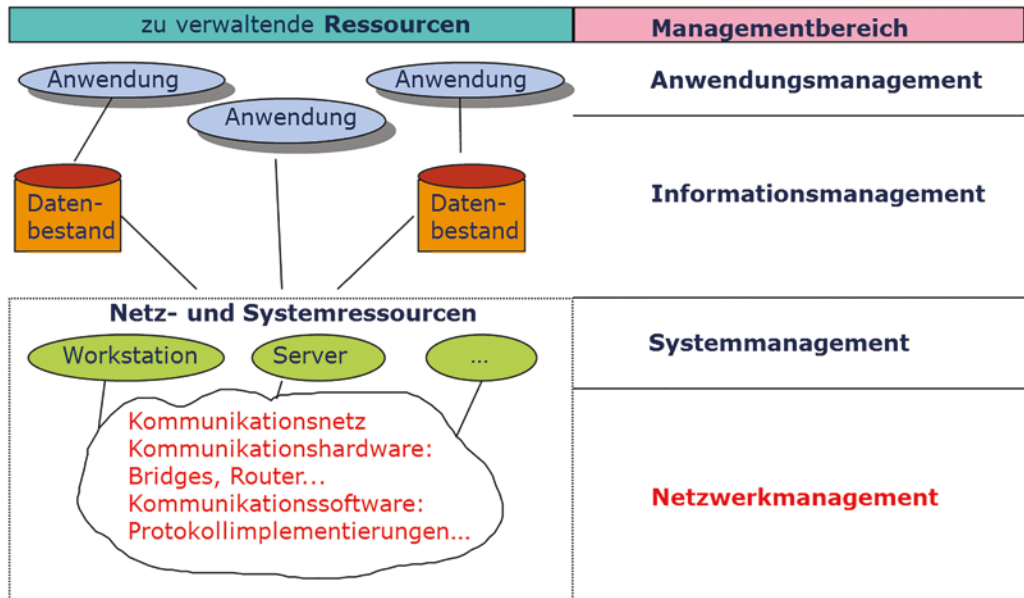 zu verwaltende Ressourcen
Managementbereich
Anwendung
Anwendung
Anwendung
Anwendungsmanagement
Daten-
bestand
Daten-
bestand
Informationsmanagement
Netz- und Systemressourcen
Workstation
Server
...
Systemmanagement
Kommunikationsnetz
Kommunikationshardware:
Bridges, Router...
Kommunikationssoftware:
Protokollimplementierungen...
Netzwerkmanagement